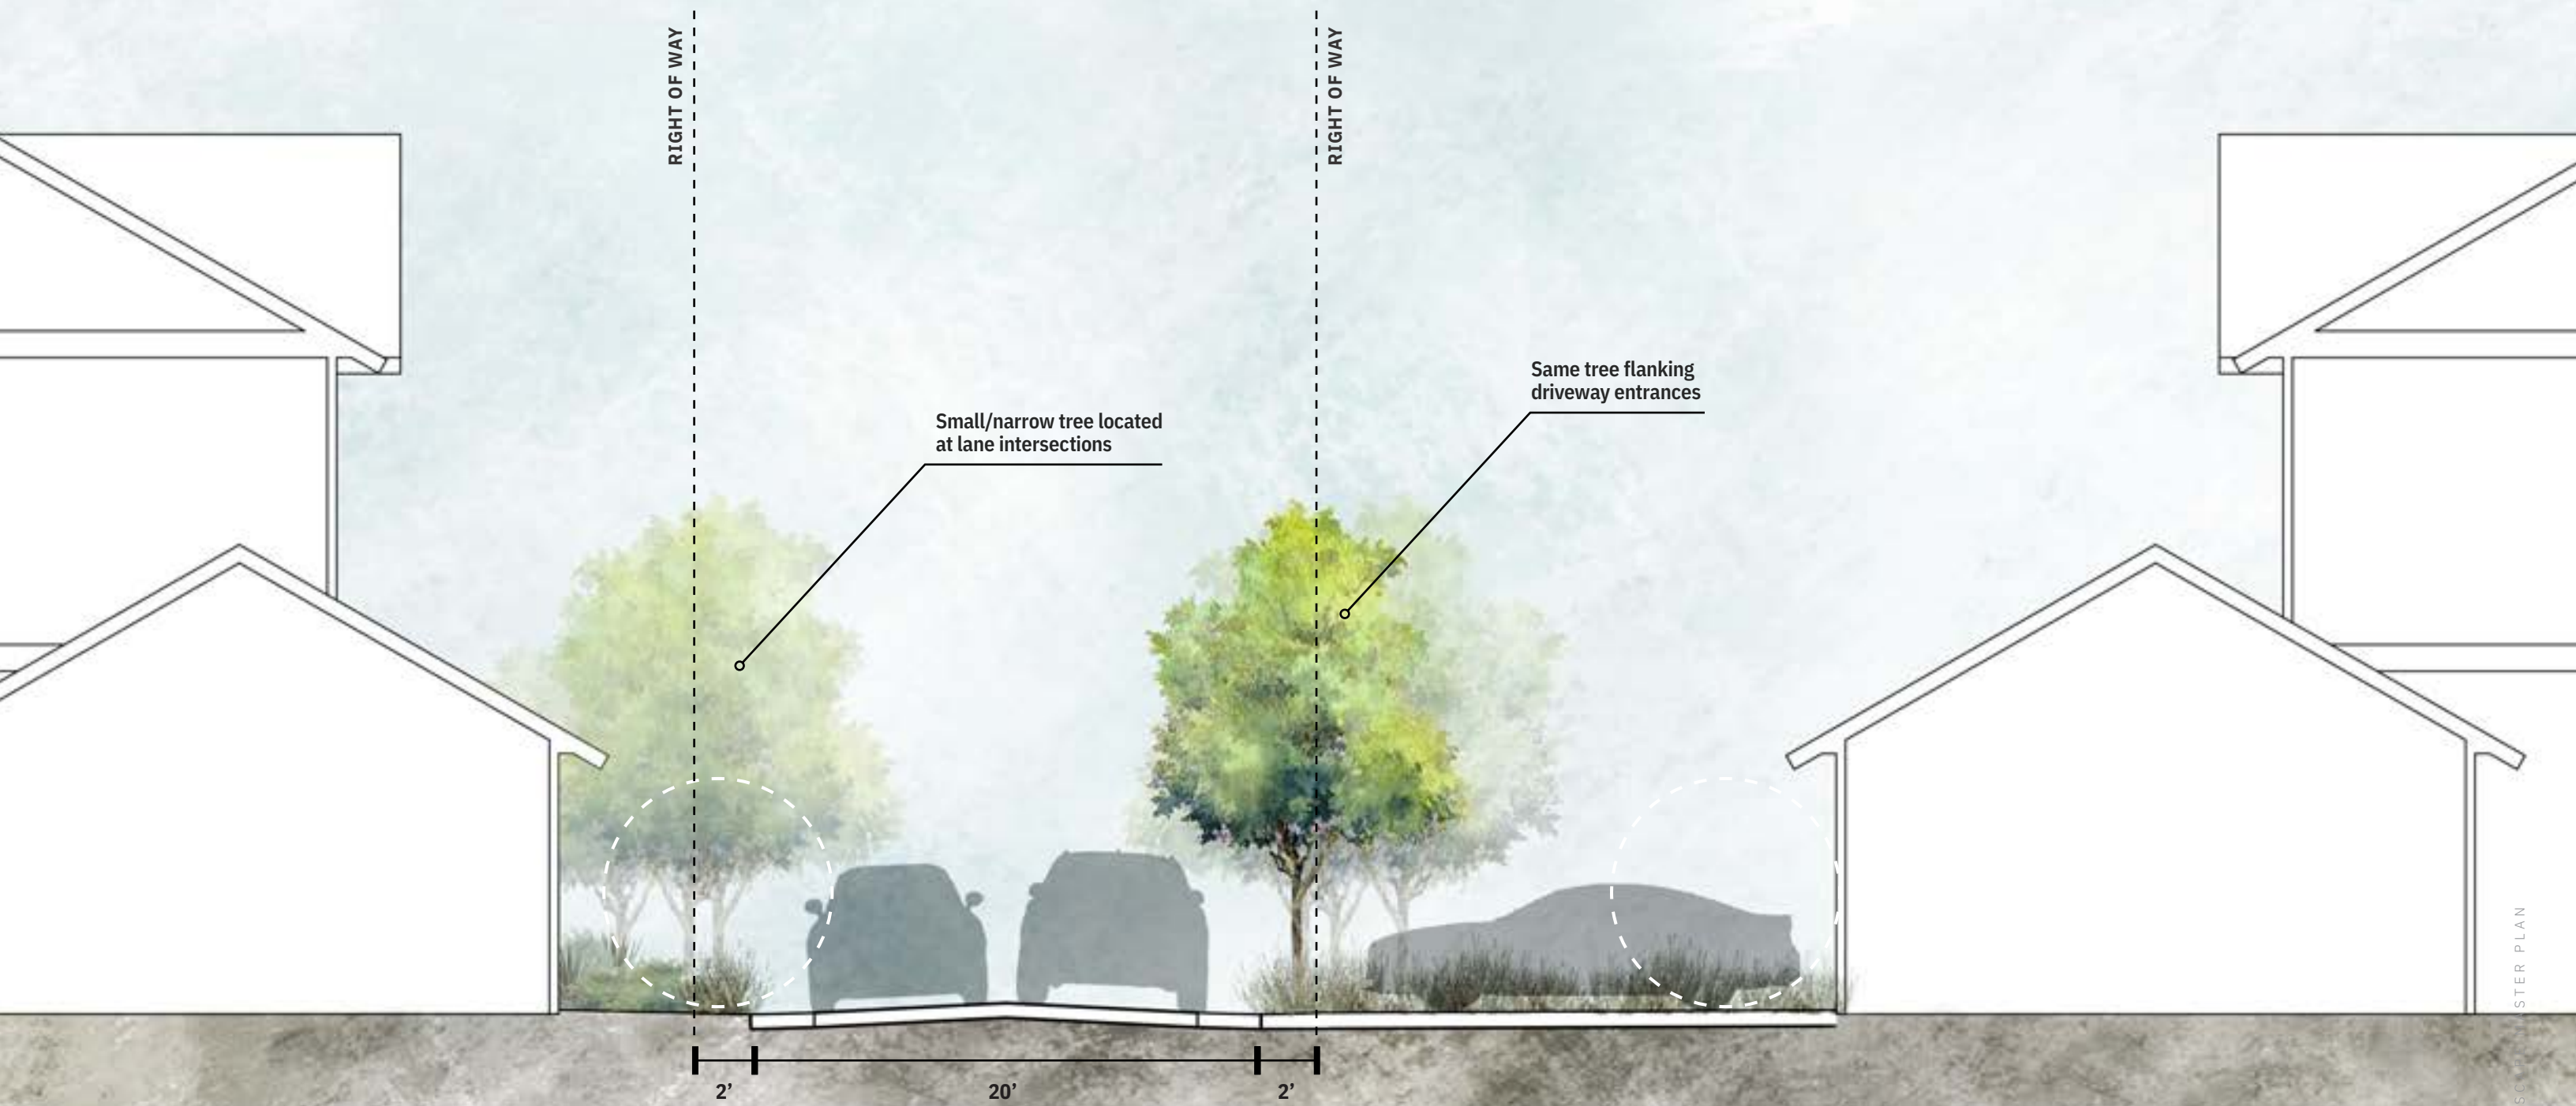 RIGHT OF WAY
RIGHT OF WAY
Same tree flanking
driveway entrances
Small/narrow tree located
at lane intersections
PLAN
2’
20’
2’